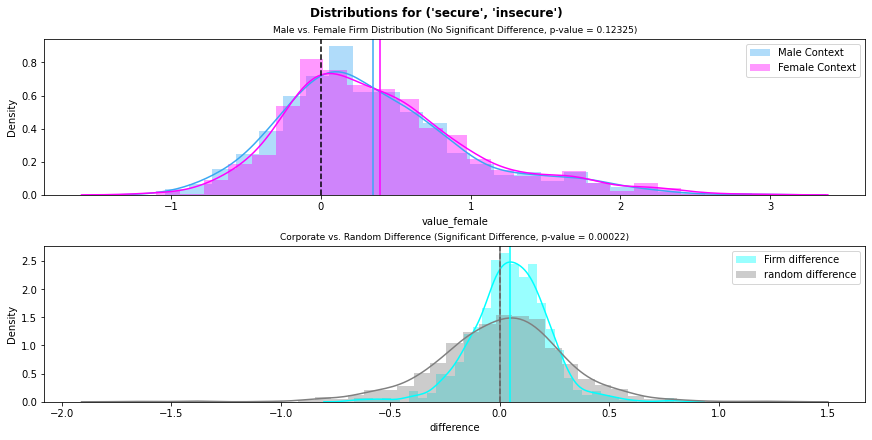 Distributions for ('secure', 'insecure')
Male vs. Female Firm Distribution (No Significant Difference, p-value = 0.12325)
Male Context
Female Context
Density
0.8
0.6
0.4
0.2
0.0
−1
0
1
2
3
value_female
Corporate vs. Random Difference (Significant Difference, p-value = 0.00022)
Firm difference
random difference
Density
2.5
2.0
1.5
1.0
0.5
0.0
−2.0
−1.5
−1.0
−0.5
0.0
0.5
1.0
1.5
difference